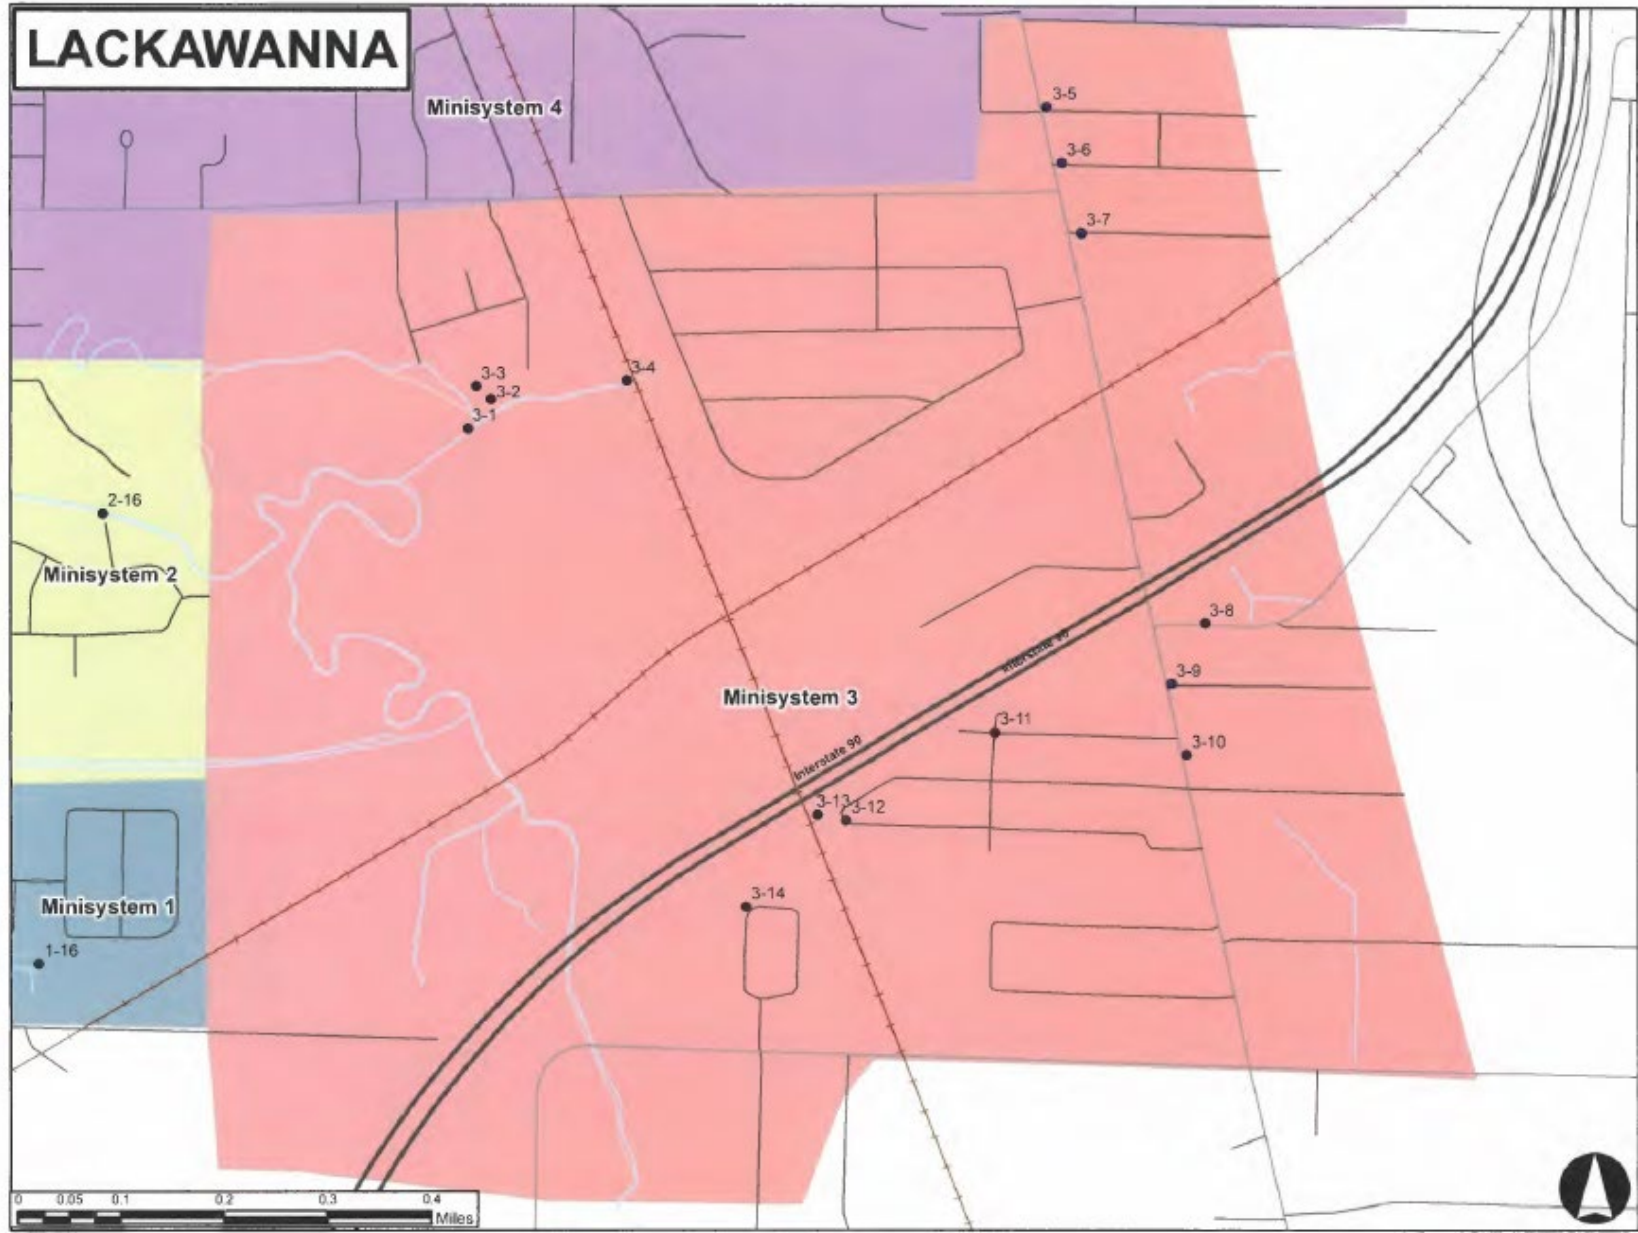 LACKAWANNA
Minisystem 4
3-5
3-6
3-7
3-3
3-2
3-1
3-4
2-16
Minisystem 2
3-8
Interstate 90
3-9
Minisystem 3
3-11
3-10
Interstate 90
3-13
3-12
Minisystem 1
3-14
1-16
0 0.05 0.1 0.2 0.3 0.4
Miles